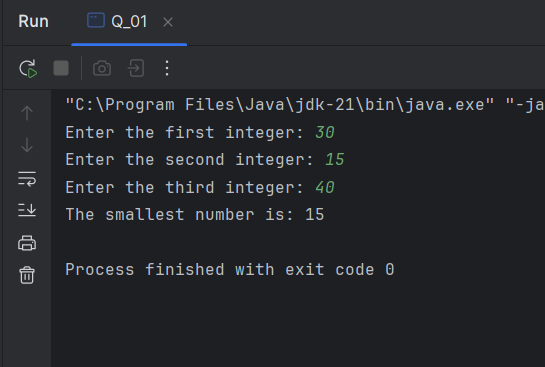 Run Q_01
"C:\Program Files\Java\jdk-21\bin\java.exe" "-ja
Enter the first integer: 30
Enter the second integer: 15
Enter the third integer: 40
The smallest number is: 15
Process finished with exit code 0